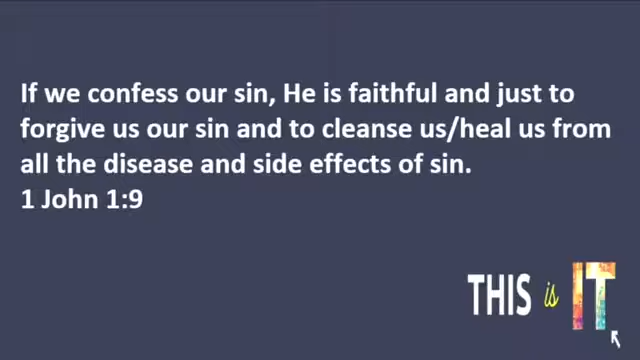 If we confess our sin, He is faithful and just to
forgive us our sin and to cleanse us/heal us from
all the disease and side effects of sin.
1 John 1:9
THIS is IT